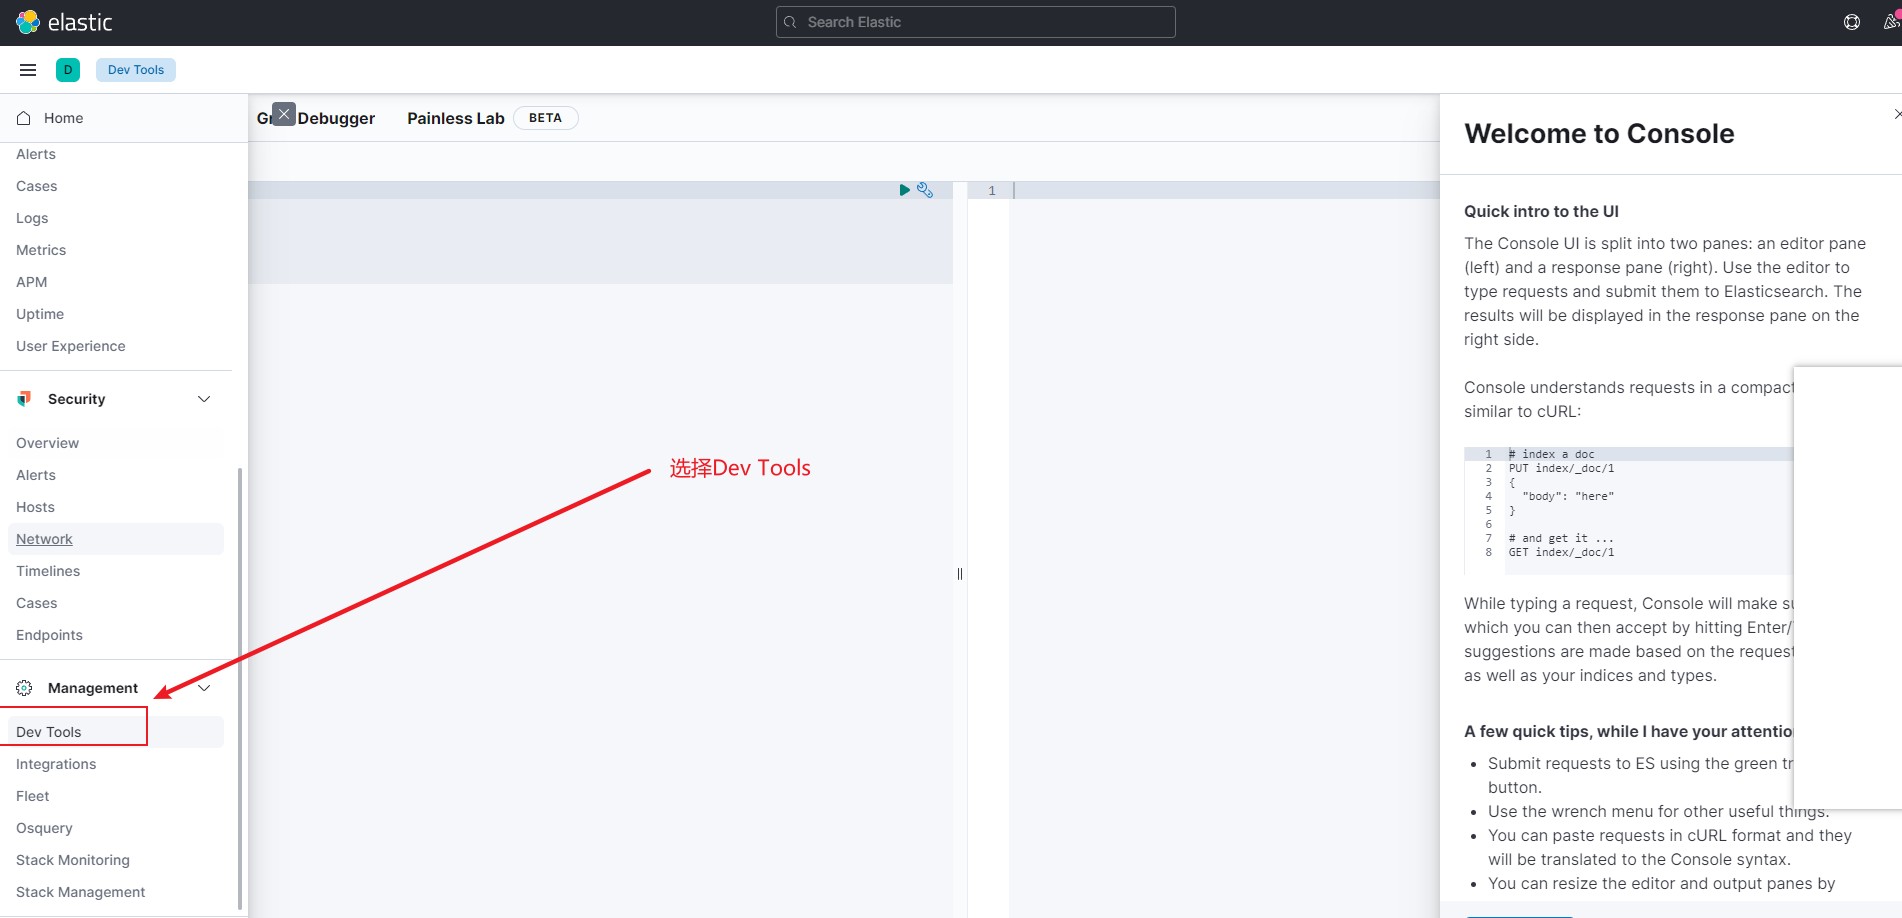 elastic
Search Elastic
D
Dev Tools
Home
Alerts
Cases
Logs
Metrics
APM
Uptime
User Experience
Security
Overview
Alerts
Hosts
Network
Timelines
Cases
Endpoints
Management
Dev Tools
Integrations
Fleet
Osquery
Stack Monitoring
Stack Management
Debugger
Painless Lab
BETA
1
选择Dev Tools
Welcome to Console
Quick intro to the UI
The Console UI is split into two panes: an editor pane
(left) and a response pane (right). Use the editor to
type requests and submit them to Elasticsearch. The
results will be displayed in the response pane on the
right side.
Console understands requests in a compact
similar to cURL:
1 # index a doc
2 PUT index/_doc/1
3 {
4 "body": "here"
5 }
6
7 # and get it ...
8 GET index/_doc/1
While typing a request, Console will make
which you can then accept by hitting Enter/
suggestions are made based on the request
as well as your indices and types.
A few quick tips, while I have your attention
• Submit requests to ES using the green
button.
• Use the wrench menu for other useful things.
• You can paste requests in cURL format and they
will be translated to the Console syntax.
• You can resize the editor and output panes by